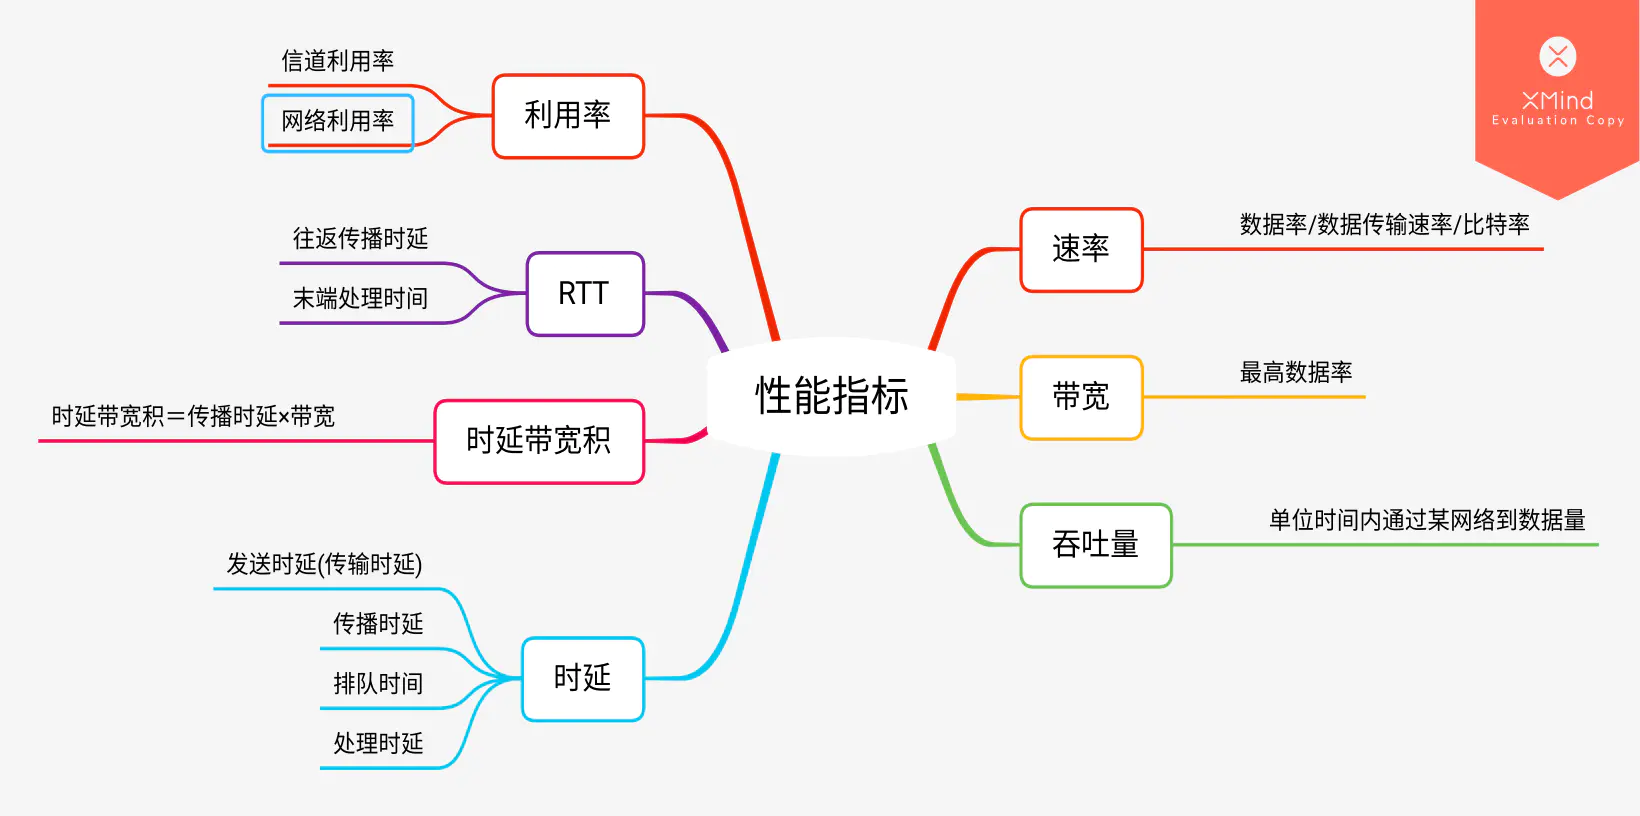 性能指标
速率
数据率/数据传输速率/比特率
带宽
最高数据率
吞吐量
单位时间内通过某网络到数据量
时延
发送时延(传输时延)
传播时延
排队时间
处理时延
时延带宽积
时延带宽积＝传播时延×带宽
RTT
往返传播时延
末端处理时间
利用率
信道利用率
网络利用率
XMind
Evaluation Copy